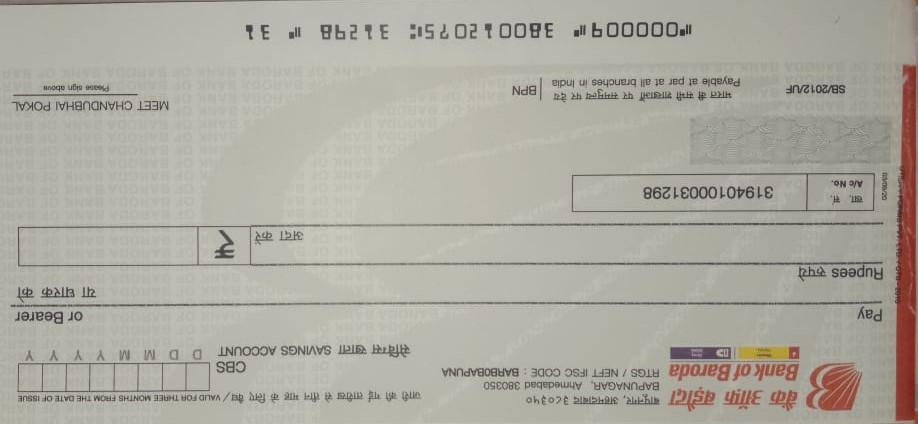 बैंक ऑफ़ बड़ौदा
Bank of Baroda
बापूनगर, अहमदाबाद ३८०३५०
BAPUNAGAR, Ahmedabad 380350
RTGS / NEFT IFSC CODE : BARB0BAPUNA
जारी की गई तारीख से तीन माह के लिए वैध/ VALID FOR THREE MONTHS FROM THE DATE OF ISSUE
CBS
सेविंग्स खाता SAVINGS ACCOUNT D D M M Y Y Y Y
Pay or Bearer
या धारक को
Rupees रुपये
अदा करें ₹
खा. सं.
A/c No. 31940100031298
03/09/20
SB/2012/UF
भारत में सभी शाखाओं पर सममूल्य पर देय
Payable at par at all branches in India
BPN
MEET CHANDUBHAI POKAL
Please sign above
⑈000009⑈ 380012075⑆ 31298 ⑈ 31